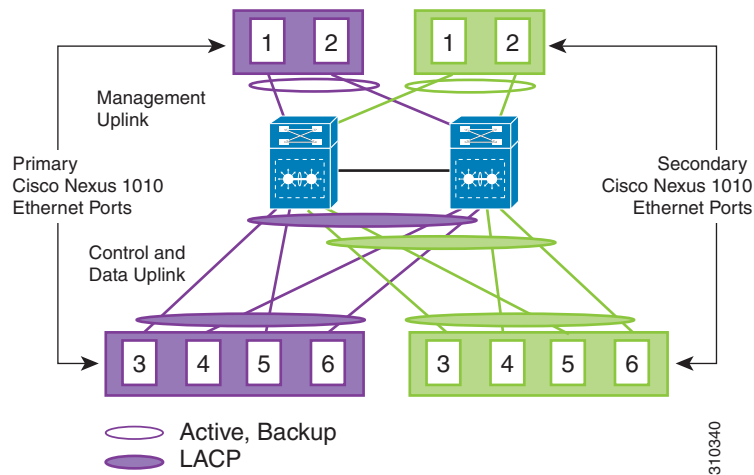 1 2 1 2
Management
Uplink
Primary
Cisco Nexus 1010
Ethernet Ports
Secondary
Cisco Nexus 1010
Ethernet Ports
Control and
Data Uplink
3 4 5 6 3 4 5 6
Active, Backup
LACP
310340